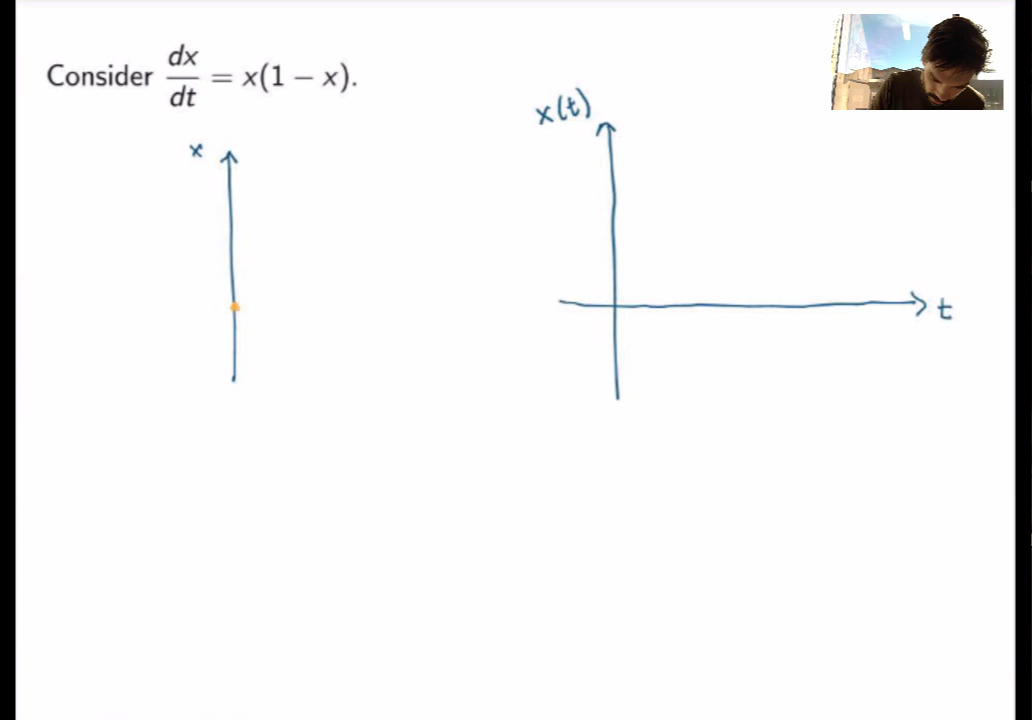 Consider dx/dt = x(1 − x).
x
x(t)
t